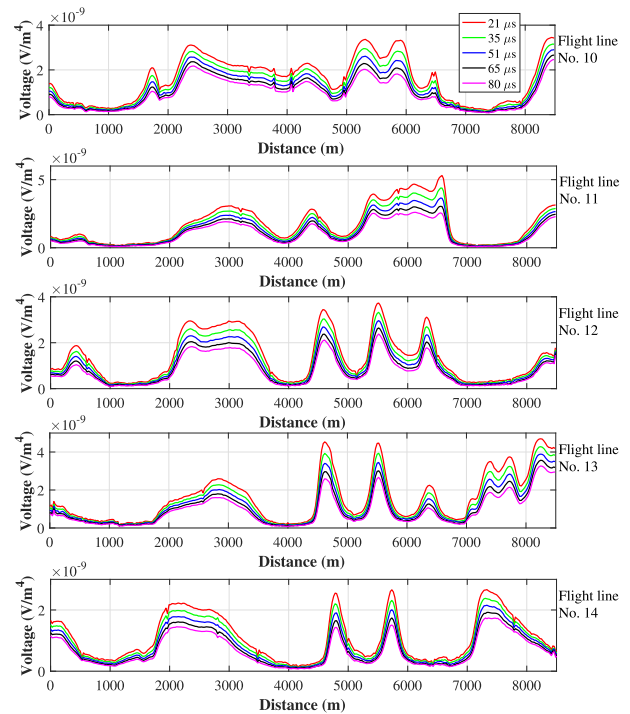 ×10⁻⁹
Voltage (V/m⁴)
4
2
0
0 1000 2000 3000 4000 5000 6000 7000 8000
Distance (m)
21 μs
35 μs
51 μs
65 μs
80 μs
Flight line
No. 10
×10⁻⁹
Voltage (V/m⁴)
5
0
0 1000 2000 3000 4000 5000 6000 7000 8000
Distance (m)
Flight line
No. 11
×10⁻⁹
Voltage (V/m⁴)
4
2
0
0 1000 2000 3000 4000 5000 6000 7000 8000
Distance (m)
Flight line
No. 12
×10⁻⁹
Voltage (V/m⁴)
4
2
0
0 1000 2000 3000 4000 5000 6000 7000 8000
Distance (m)
Flight line
No. 13
×10⁻⁹
Voltage (V/m⁴)
2
0
0 1000 2000 3000 4000 5000 6000 7000 8000
Distance (m)
Flight line
No. 14